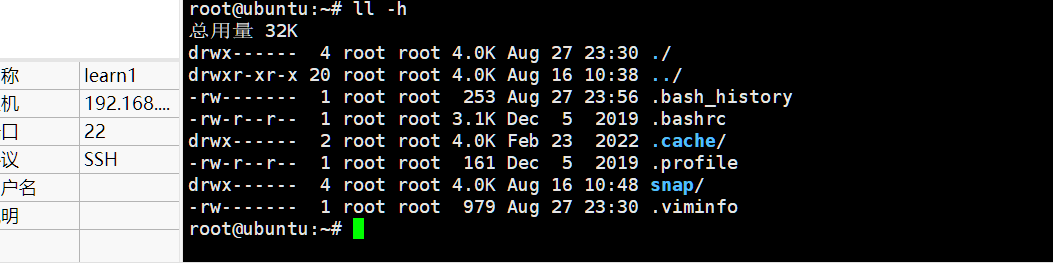 称 learn1
机 192.168....
口 22
议 SSH
户名
明
root@ubuntu:~# ll -h
总用量 32K
drwx------  4 root root 4.0K Aug 27 23:30 ./
drwxr-xr-x 20 root root 4.0K Aug 16 10:38 ../
-rw-------  1 root root  253 Aug 27 23:56 .bash_history
-rw-r--r--  1 root root 3.1K Dec  5  2019 .bashrc
drwx------  2 root root 4.0K Feb 23  2022 .cache/
-rw-r--r--  1 root root  161 Dec  5  2019 .profile
drwx------  4 root root 4.0K Aug 16 10:48 snap/
-rw-------  1 root root  979 Aug 27 23:30 .viminfo
root@ubuntu:~#